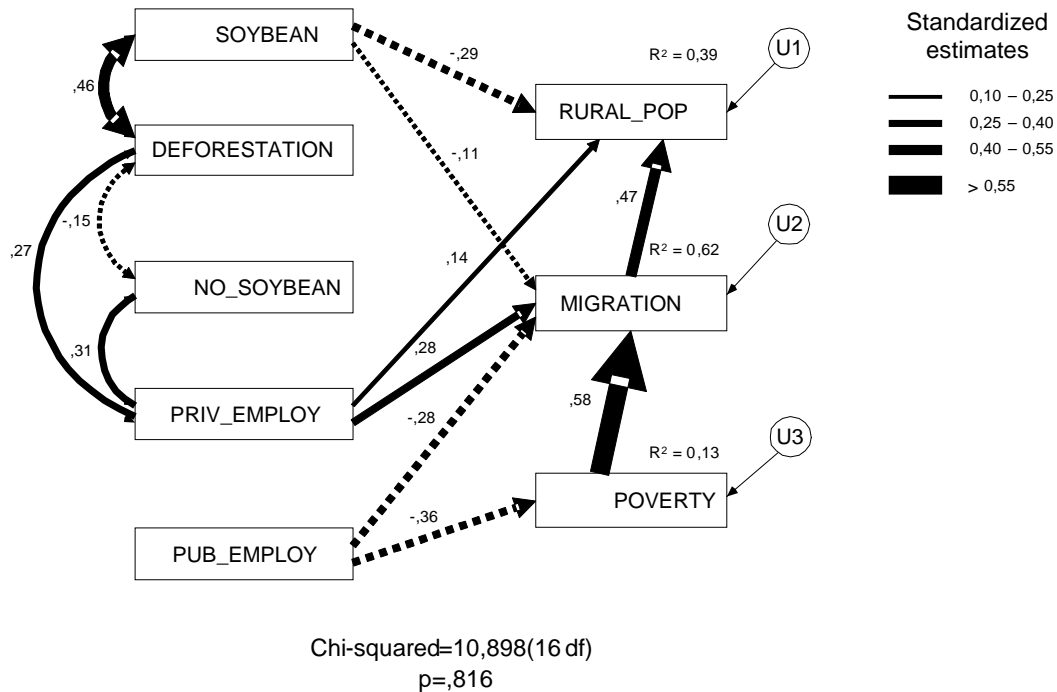 SOYBEAN
DEFORESTATION
NO_SOYBEAN
PRIV_EMPLOY
PUB_EMPLOY
,46
-,15
,27
,31
-,29
-,11
,14
,28
-,28
-,36
R² = 0,39
U1
RURAL_POP
,47
R² = 0,62
U2
MIGRATION
,58
R² = 0,13
U3
POVERTY
Standardized
estimates
0,10 – 0,25
0,25 – 0,40
0,40 – 0,55
> 0,55
Chi-squared=10,898(16 df)
p=,816